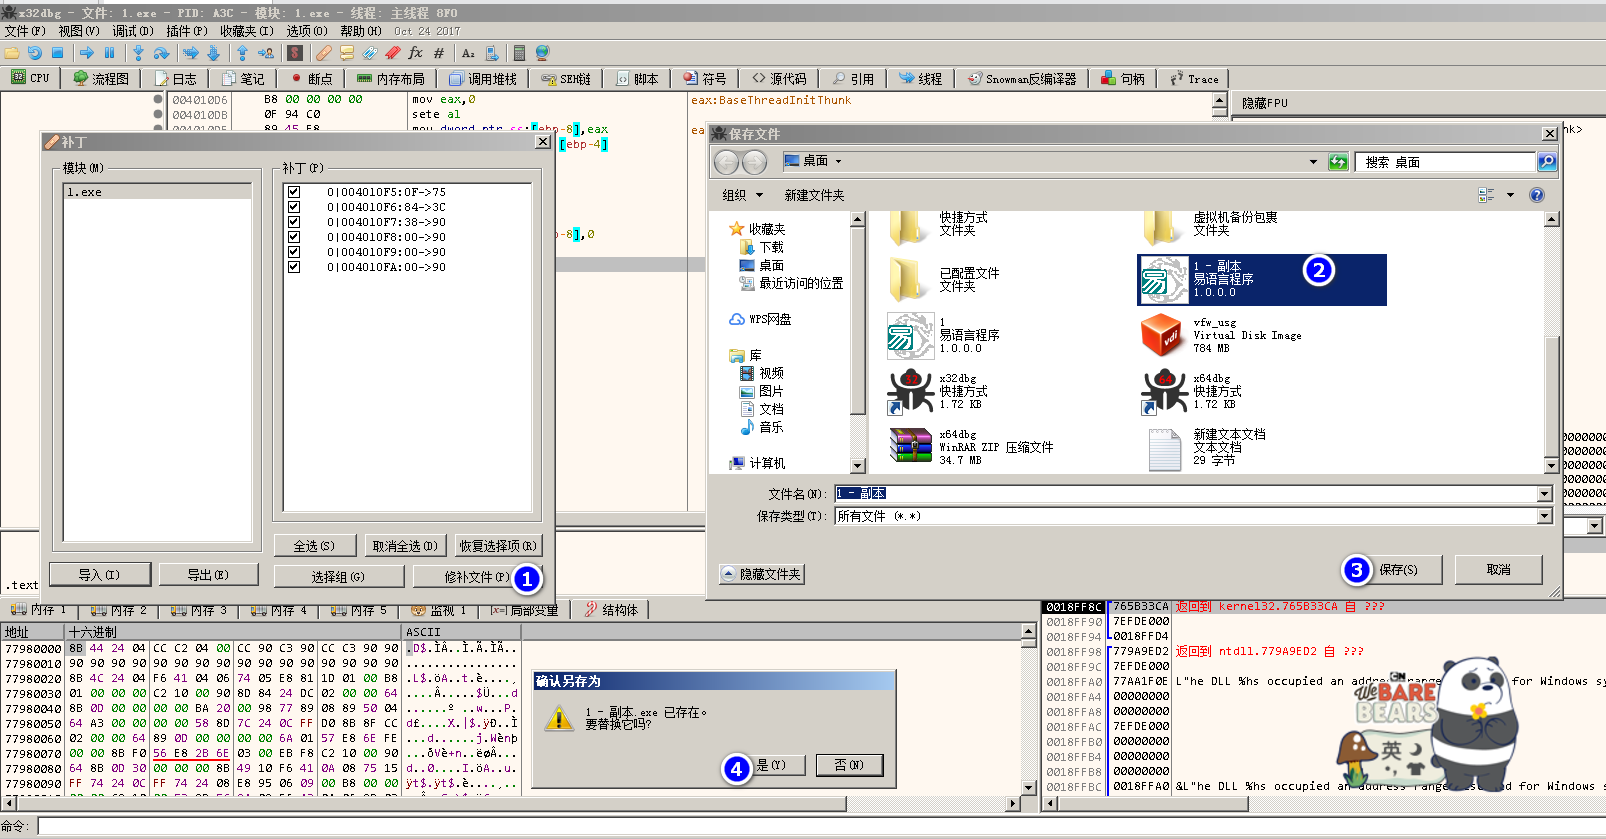 x32dbg - 文件: 1.exe - PID: A3C - 模块: 1.exe - 线程: 主线程 8F0
文件(F) 视图(V) 调试(D) 插件(P) 收藏夹(I) 选项(O) 帮助(H) Oct 24 2017
CPU 流程图 日志 笔记 断点 内存布局 调用堆栈 SEH链 脚本 符号 源代码 引用 线程 Snowman反编译器 句柄 Trace
004010D6 B8 00 00 00 00 mov eax,0 eax:BaseThreadInitThunk
隐藏FPU
004010DB 0F 94 C0 sete al
[ebp-4]
补丁
模块(M)
1.exe
补丁(P)
0|004010F5:0F->75
0|004010F6:84->3C
0|004010F7:38->90
0|004010F8:00->90
0|004010F9:00->90
0|004010FA:00->90
全选(S) 取消全选(D) 恢复选择项(R)
导入(I) 导出(E) 选择组(G) 修补文件(P) 1
保存文件
桌面
搜索 桌面
组织 新建文件夹
收藏夹
下载
桌面
最近访问的位置
WPS网盘
库
视频
图片
文档
音乐
计算机
快捷方式
文件夹
虚拟机备份包裹
文件夹
已配置文件
文件夹
1 - 副本
易语言程序
1.0.0.0
2
1
易语言程序
1.0.0.0
vfw_usg
Virtual Disk Image
784 MB
x32dbg
快捷方式
1.72 KB
x64dbg
快捷方式
1.72 KB
x64dbg
WinRAR ZIP 压缩文件
34.7 MB
新建文本文档
文本文档
29 字节
文件名(N): 1 - 副本
保存类型(T): 所有文件 (*.*)
隐藏文件夹 3 保存(S) 取消
.text
内存 1 内存 2 内存 3 内存 4 内存 5 监视 1 局部变量 结构体
地址 十六进制 ASCII
77980000 8B 44 24 04 CC C2 04 00 CC 90 C3 90 CC C3 90 90
77980010 90 90 90 90 90 90 90 90 90 90 90 90 90 90 90 90
77980020 8B 4C 24 04 F6 41 04 06 74 05 E8 81 1D 01 00 B8
77980030 01 00 00 00 C2 10 00 90 8D 84 24 DC 02 00 00 64
77980040 8B 0D 00 00 00 00 BA 20 00 98 77 89 08 89 50 04
77980050 64 A3 00 00 00 00 58 8D 7C 24 0C FF D0 8B 8F CC
77980060 02 00 00 64 89 0D 00 00 00 00 6A 01 57 E8 6E FE
77980070 00 00 8B F0 56 E8 2B 6E 03 00 EB F8 C2 10 00 90
77980080 64 8B 0D 30 00 00 00 8B 49 10 F6 41 0A 08 75 15
77980090 FF 74 24 0C FF 74 24 08 E8 95 06 09 00 B8 00 00
确认另存为
1 - 副本.exe 已存在。
要替换它吗?
4 是(Y) 否(N)
0018FF8C 765B33CA 返回到 kernel32.765B33CA 自 ???
0018FF90 7EFDE000
0018FF94 0018FFD4
0018FF98 779A9ED2 返回到 ntdll.779A9ED2 自 ???
0018FF9C 7EFDE000
0018FFA0 77AA1F0E L"he DLL %hs occupied an address range
0018FFA4 00000000
0018FFA8 00000000
0018FFAC 7EFDE000
0018FFB0 00000000
0018FFB4 00000000
0018FFB8 00000000
0018FFBC 0018FFA0
CN
We BARE BEARS
英
命令: